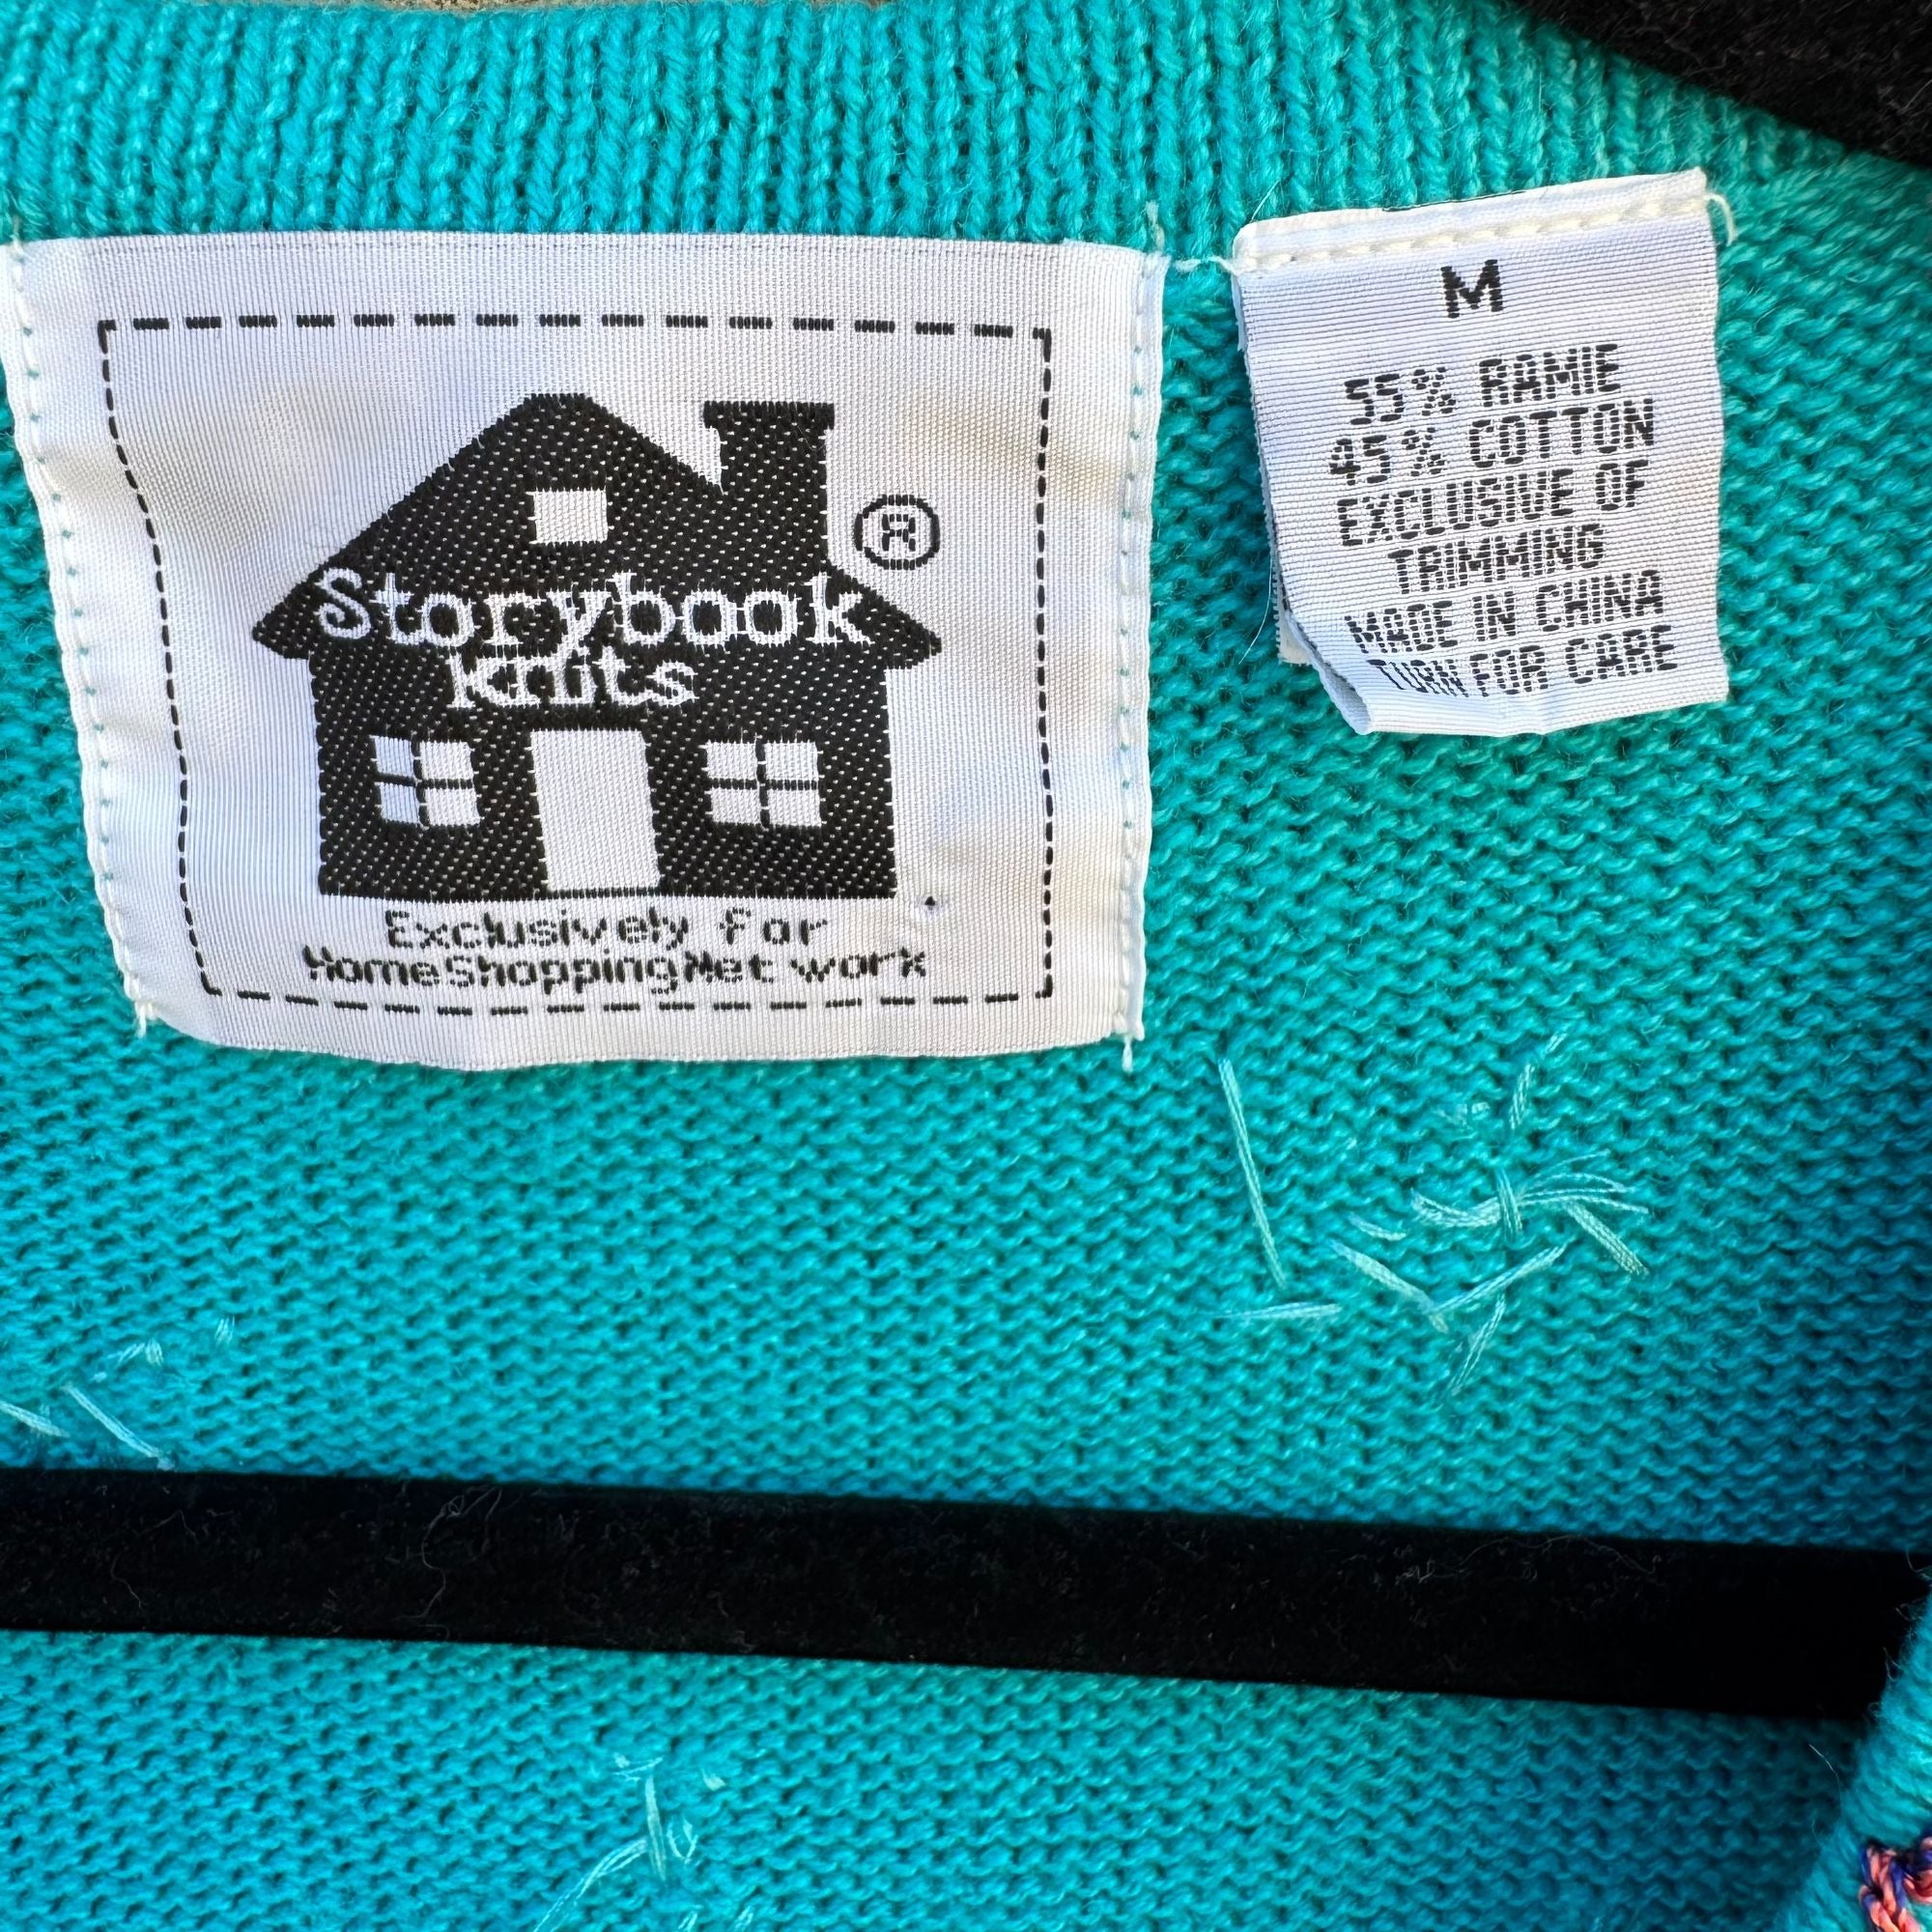 Storybook
knits
®
Exclusively For
HomeShoppingNetwork
M
55% RAMIE
45% COTTON
EXCLUSIVE OF
TRIMMING
MADE IN CHINA
TURN FOR CARE